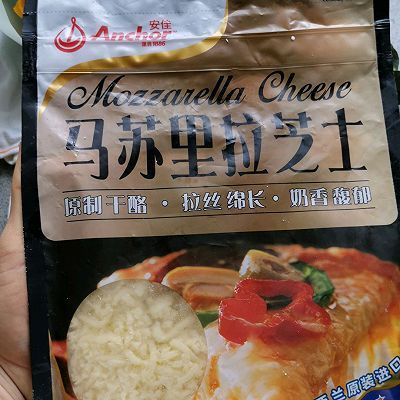 安佳
Anchor
源自1886
Mozzarella Cheese
马苏里拉芝士
原制干酪·拉丝绵长·奶香馥郁
兰原装进口